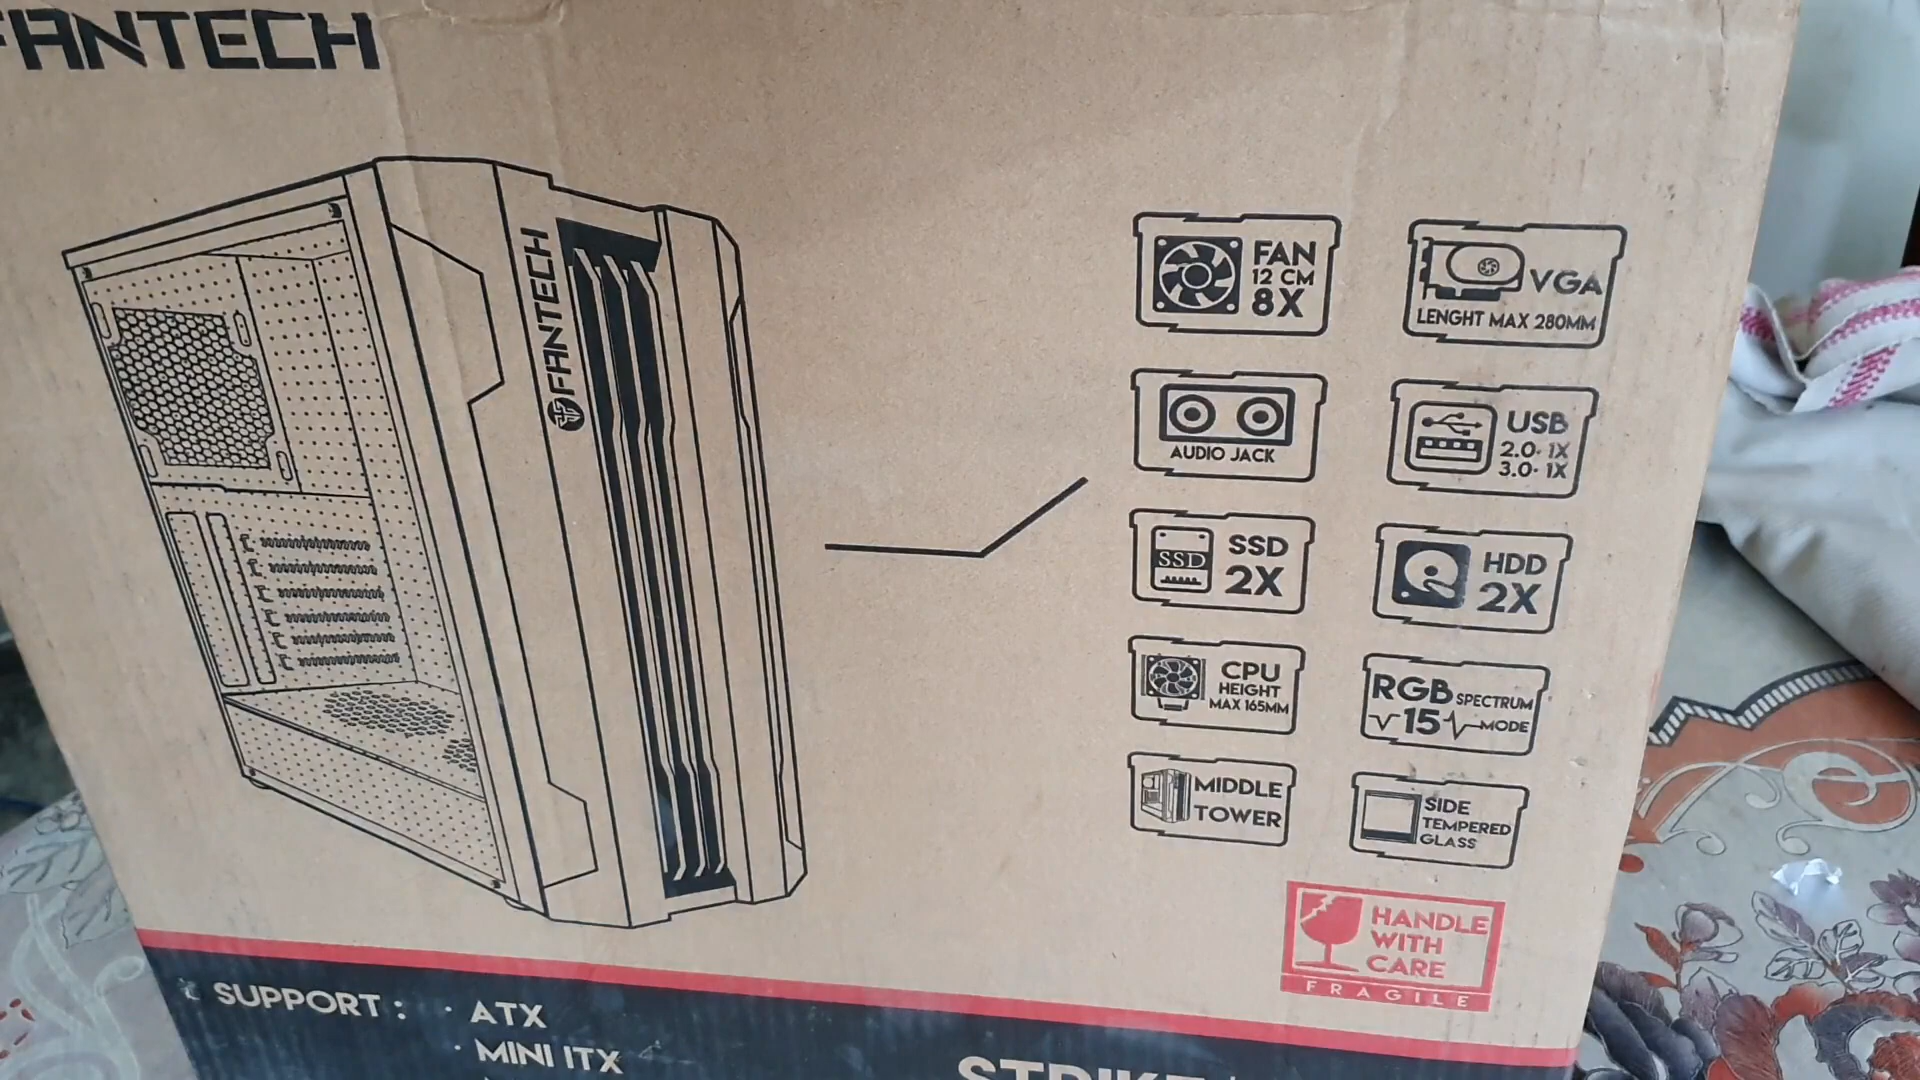 FANTECH
FANTECH
FAN
12 CM
8X
VGA
LENGHT MAX 280MM
AUDIO JACK
USB
2.0· 1X
3.0· 1X
SSD
SSD
2X
HDD
2X
CPU
HEIGHT
MAX 165MM
RGB SPECTRUM
15 MODE
MIDDLE
TOWER
SIDE
TEMPERED
GLASS
HANDLE
WITH
CARE
FRAGILE
SUPPORT : · ATX
· MINI ITX
STRIKE